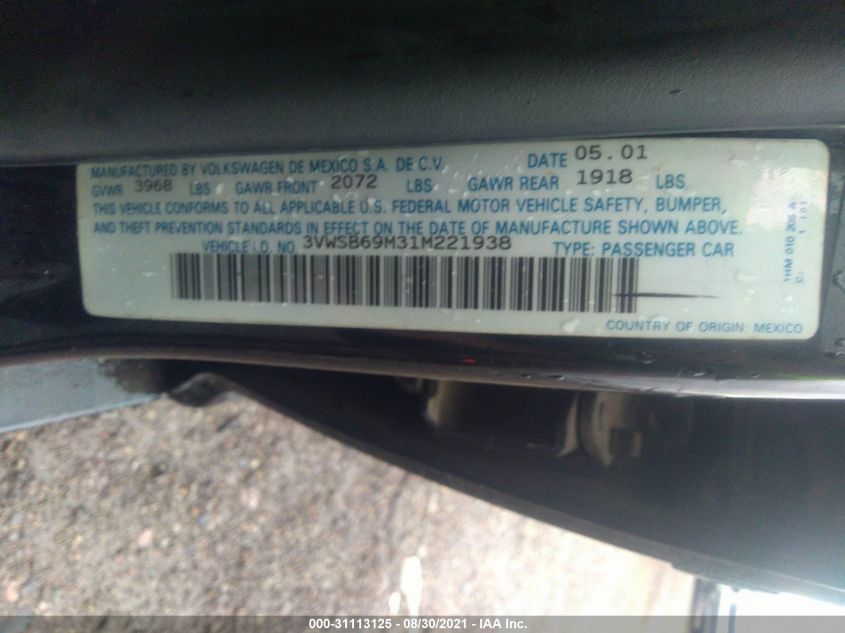 MANUFACTURED BY VOLKSWAGEN DE MEXICO S.A. DE C.V. DATE 05.01
GVWR 3968 LBS GAWR FRONT 2072 LBS GAWR REAR 1918 LBS
THIS VEHICLE CONFORMS TO ALL APPLICABLE U.S. FEDERAL MOTOR VEHICLE SAFETY, BUMPER,
AND THEFT PREVENTION STANDARDS IN EFFECT ON THE DATE OF MANUFACTURE SHOWN ABOVE.
VEHICLE I.D. NO. 3VWSB69M31M221938 TYPE: PASSENGER CAR
COUNTRY OF ORIGIN: MEXICO
1HM 010 205 A
000-31113125 - 08/30/2021 - IAA Inc.